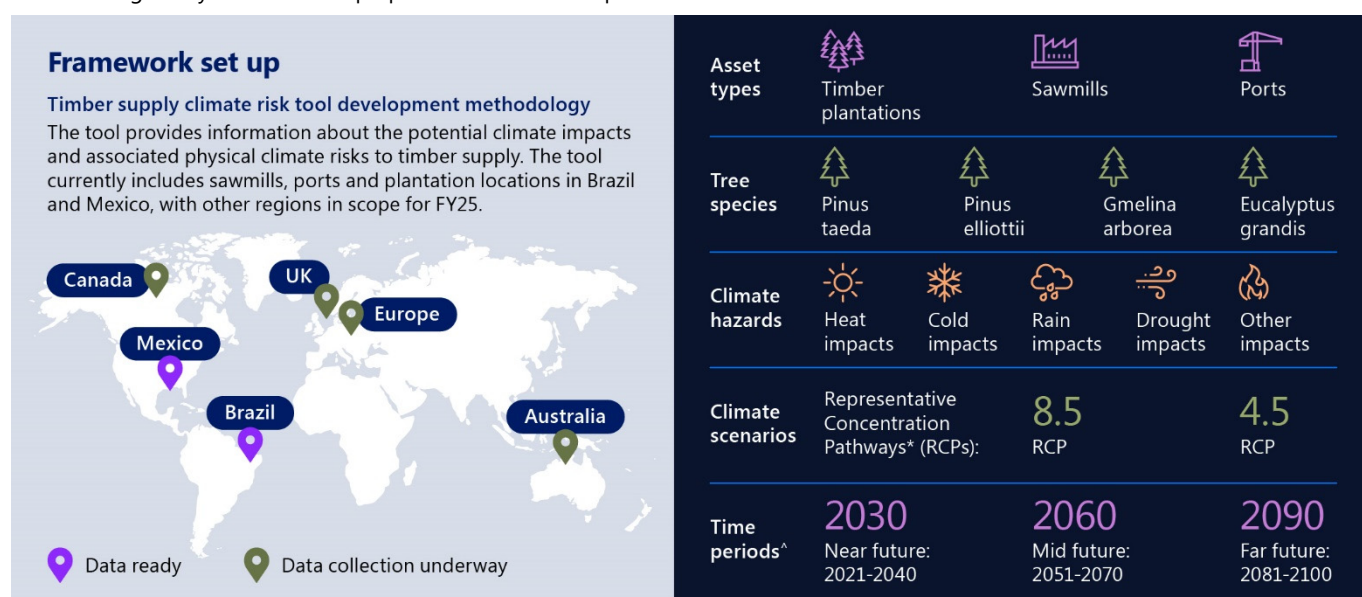 Framework set up
Timber supply climate risk tool development methodology
The tool provides information about the potential climate impacts
and associated physical climate risks to timber supply. The tool
currently includes sawmills, ports and plantation locations in Brazil
and Mexico, with other regions in scope for FY25.
Canada
UK
Europe
Mexico
Brazil
Australia
Data ready
Data collection underway
Asset
types
Timber
plantations
Sawmills
Ports
Tree
species
Pinus
taeda
Pinus
elliottii
Gmelina
arborea
Eucalyptus
grandis
Climate
hazards
Heat
impacts
Cold
impacts
Rain
impacts
Drought
impacts
Other
impacts
Climate
scenarios
Representative
Concentration
Pathways* (RCPs):
8.5
RCP
4.5
RCP
Time
periods^
2030
Near future:
2021-2040
2060
Mid future:
2051-2070
2090
Far future:
2081-2100